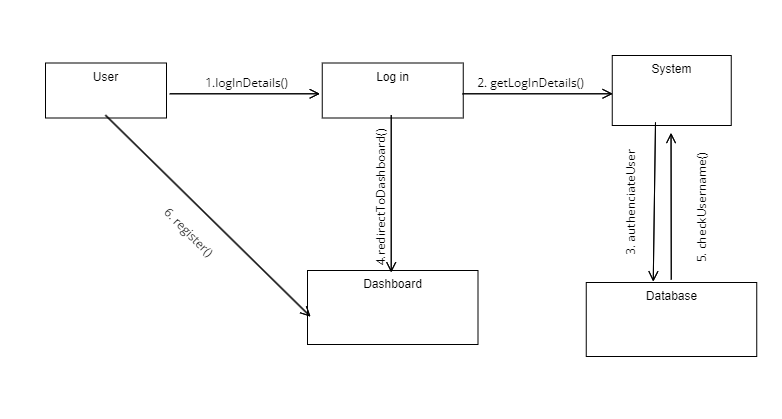 User
1.logInDetails()
Log in
2. getLogInDetails()
System
3. authenciateUser
5. checkUsername()
4.redirectToDashboard()
6. register()
Dashboard
Database